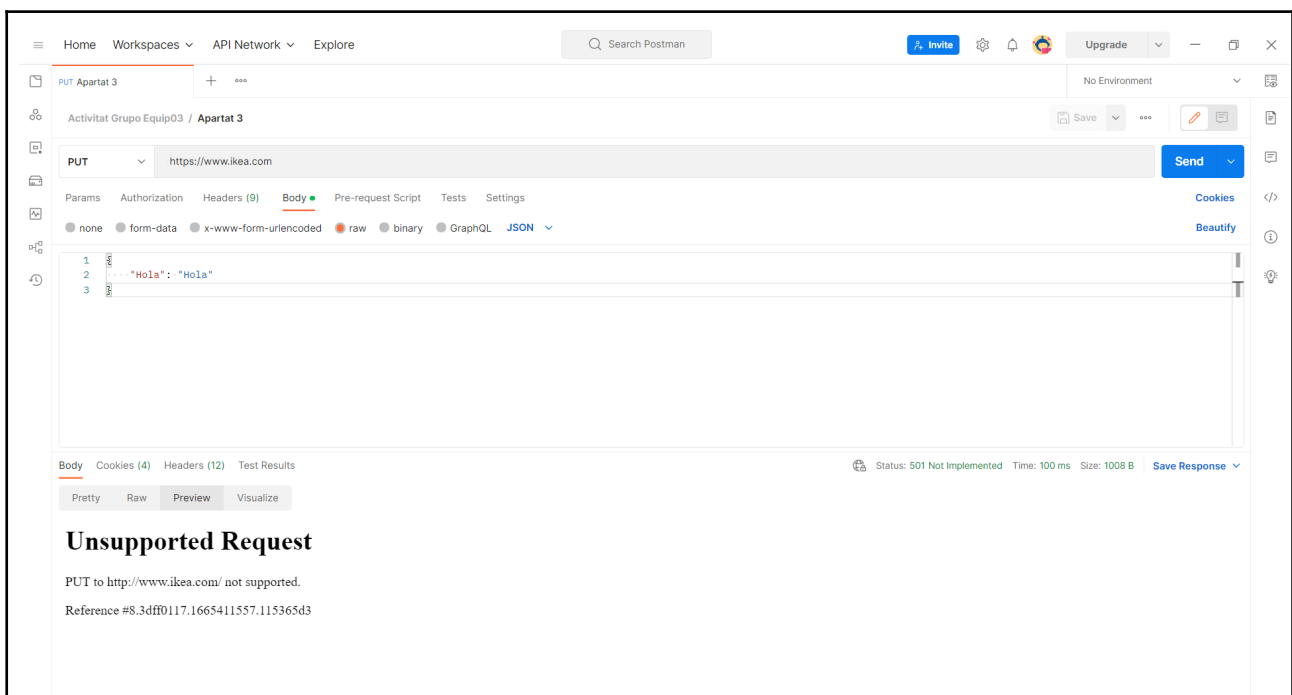 Home Workspaces API Network Explore Search Postman Invite Upgrade
PUT Apartat 3 No Environment
Activitat Grupo Equip03 / Apartat 3 Save
PUT https://www.ikea.com Send
Params Authorization Headers (9) Body Pre-request Script Tests Settings Cookies
none form-data x-www-form-urlencoded raw binary GraphQL JSON Beautify
1 {
2 ····"Hola": "Hola"
3 }
Body Cookies (4) Headers (12) Test Results Status: 501 Not Implemented Time: 100 ms Size: 1008 B Save Response
Pretty Raw Preview Visualize
Unsupported Request
PUT to http://www.ikea.com/ not supported.
Reference #8.3dff0117.1665411557.115365d3